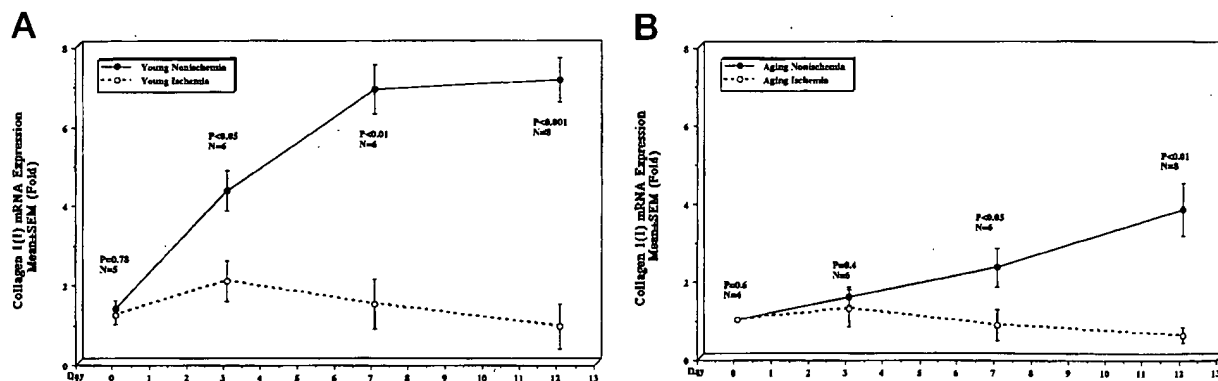 A
Collagen 1(I) mRNA Expression
Mean±SEM (Fold)
8
6
4
2
0
Young Nonischemia
Young Ischemia
P=0.78
N=5
P<0.05
N=6
P<0.01
N=6
P<0.001
N=8
Day
0 1 2 3 4 5 6 7 8 9 10 11 12 13
B
Collagen 1(I) mRNA Expression
Mean±SEM (Fold)
8
6
4
2
0
Aging Nonischemia
Aging Ischemia
P=0.6
N=4
P=0.4
N=6
P<0.05
N=6
P<0.01
N=8
0 1 2 3 4 5 6 7 8 9 10 11 12 13